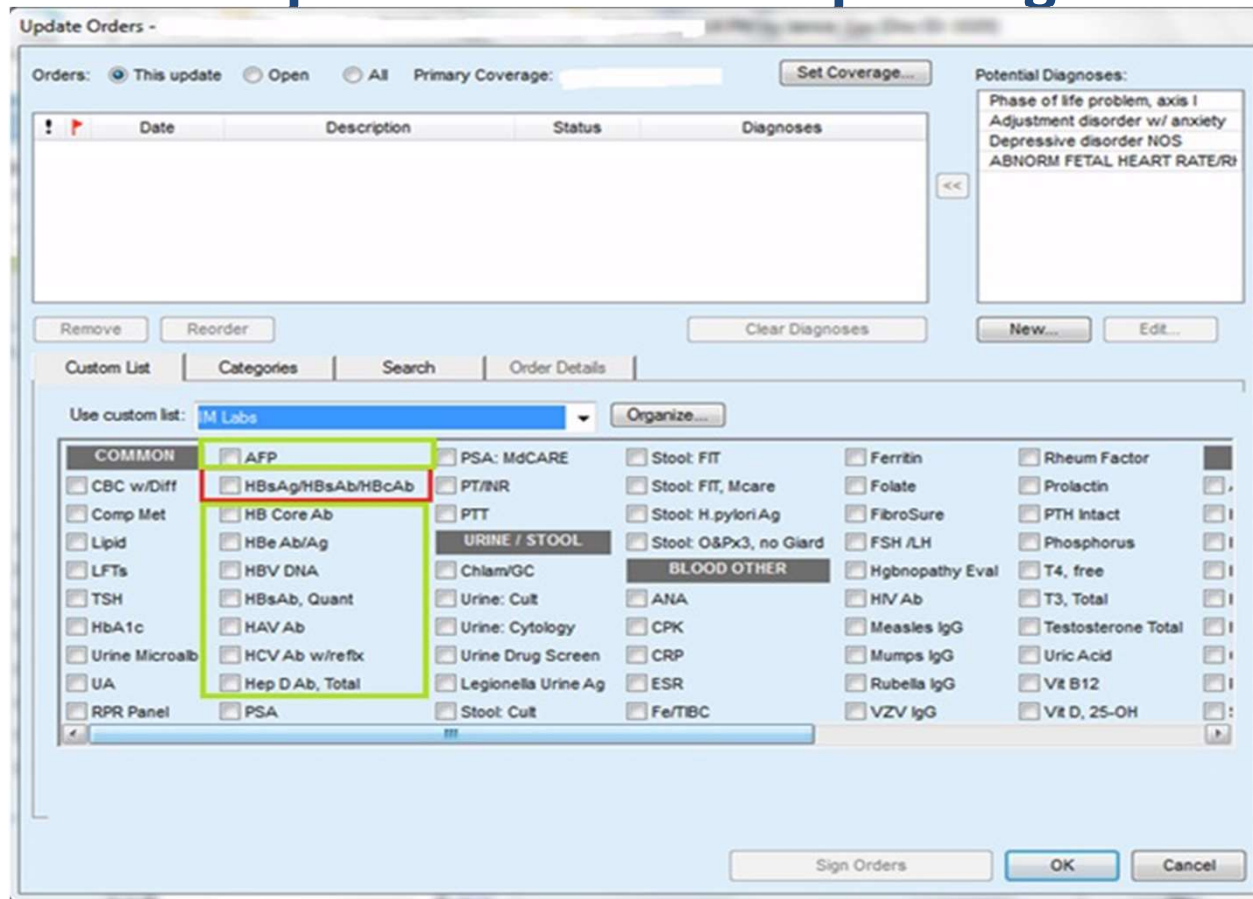 Update Orders -
Orders: This update Open All Primary Coverage: Set Coverage... Potential Diagnoses:
Phase of life problem, axis I
Adjustment disorder w/ anxiety
Depressive disorder NOS
ABNORM FETAL HEART RATE/RH
! Date Description Status Diagnoses
<<
Remove Reorder Clear Diagnoses New... Edit...
Custom List Categories Search Order Details
Use custom list: IM Labs Organize...
COMMON AFP PSA: MdCARE Stool: FIT Ferritin Rheum Factor
CBC w/Diff HBsAg/HBsAb/HBcAb PT/INR Stool: FIT, Mcare Folate Prolactin
Comp Met HB Core Ab PTT Stool: H.pylori Ag FibroSure PTH Intact
Lipid HBe Ab/Ag URINE / STOOL Stool: O&Px3, no Giard FSH /LH Phosphorus
LFTs HBV DNA Chlam/GC BLOOD OTHER Hgbnopathy Eval T4, free
TSH HBsAb, Quant Urine: Cult ANA HIV Ab T3, Total
HbA1c HAV Ab Urine: Cytology CPK Measles IgG Testosterone Total
Urine Microalb HCV Ab w/reflx Urine Drug Screen CRP Mumps IgG Uric Acid
UA Hep D Ab, Total Legionella Urine Ag ESR Rubella IgG Vit B12
RPR Panel PSA Stool: Cult Fe/TIBC VZV IgG Vit D, 25-OH
Sign Orders OK Cancel